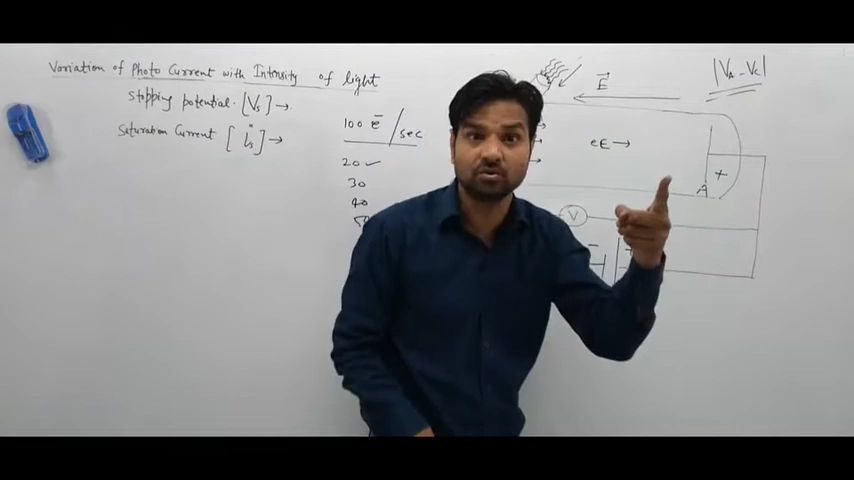 Variation of Photo Current with Intensity of light
Stopping potential [Vs] →
Saturation Current [is] →
100 e̅ /sec
20 ✓
30
40
E⃗
|VA - VC|
eE →
+
A
V
-